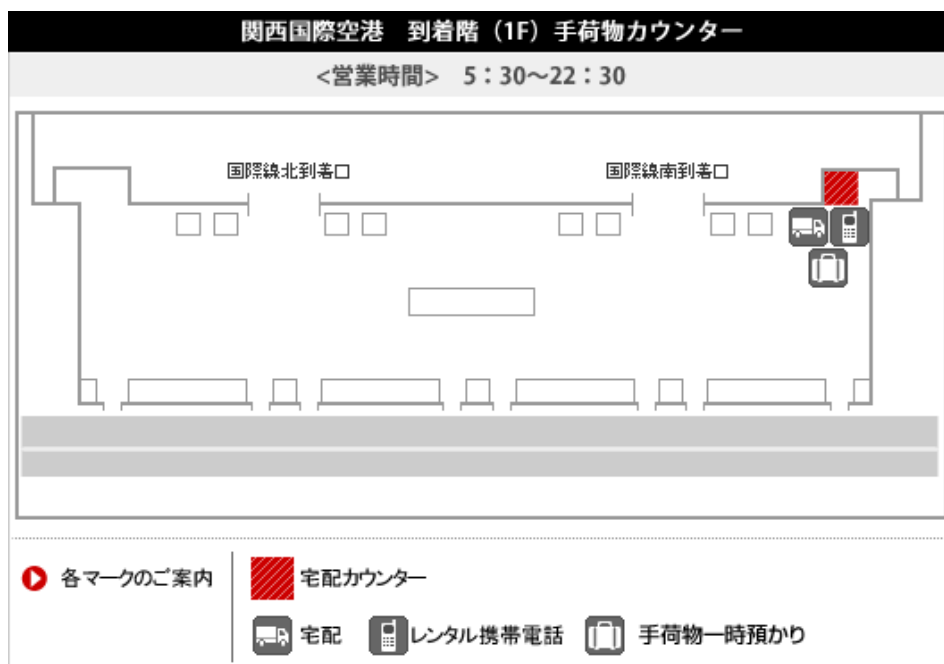 関西国際空港　到着階（1F）手荷物カウンター
<営業時間>　5：30～22：30
国際線北到着口
国際線南到着口
各マークのご案内
宅配カウンター
宅配
レンタル携帯電話
手荷物一時預かり